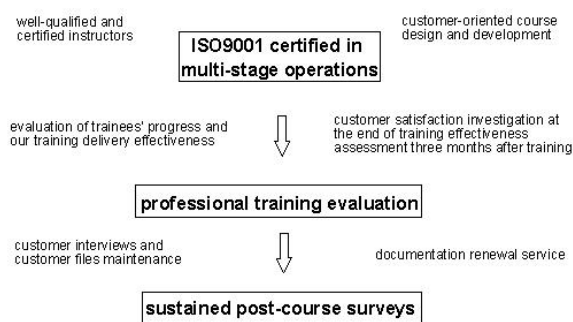 well-qualified and
certified instructors
customer-oriented course
design and development
ISO9001 certified in
multi-stage operations
evaluation of trainees' progress and
our training delivery effectiveness
customer satisfaction investigation at
the end of training effectiveness
assessment three months after training
professional training evaluation
customer interviews and
customer files maintenance
documentation renewal service
sustained post-course surveys